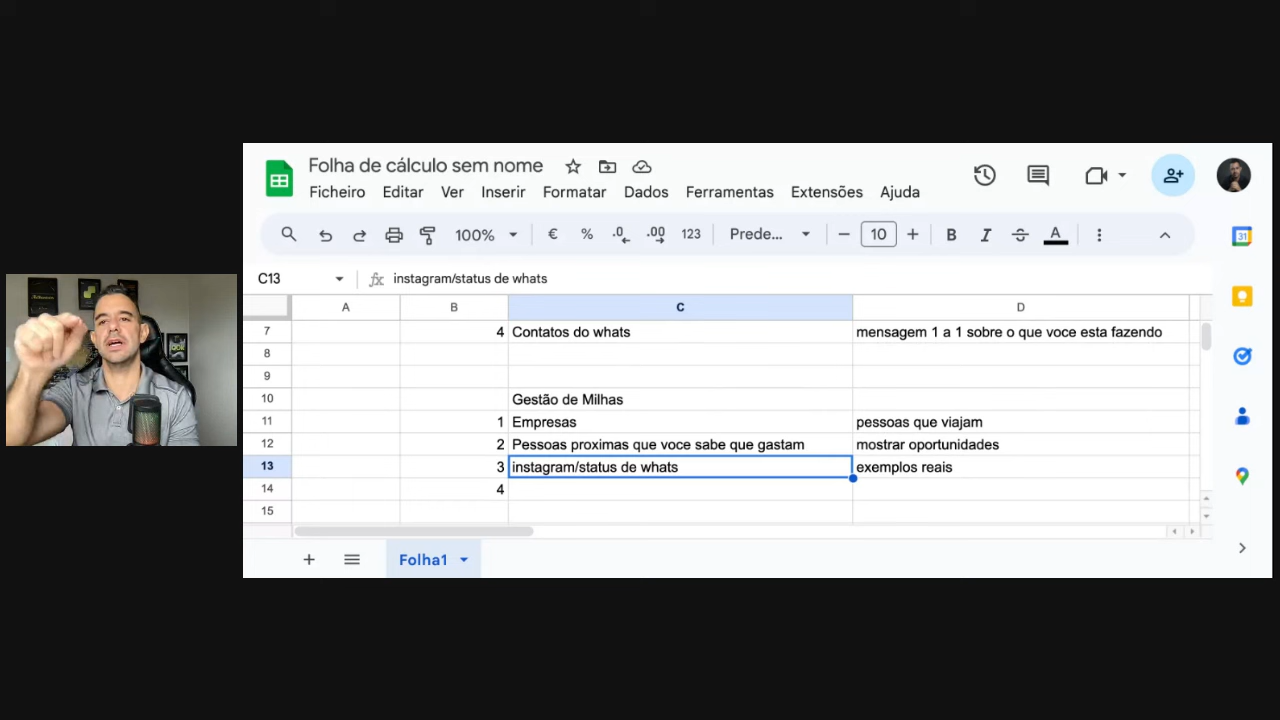 Folha de cálculo sem nome
Ficheiro Editar Ver Inserir Formatar Dados Ferramentas Extensões Ajuda
100% € % .0 .00 123 Prede... − 10 + B I S A
C13 fx instagram/status de whats
A B C D
7 4 Contatos do whats mensagem 1 a 1 sobre o que voce esta fazendo
8
9
10 Gestão de Milhas
11 1 Empresas pessoas que viajam
12 2 Pessoas proximas que voce sabe que gastam mostrar oportunidades
13 3 instagram/status de whats exemplos reais
14 4
15
+ Folha1
31